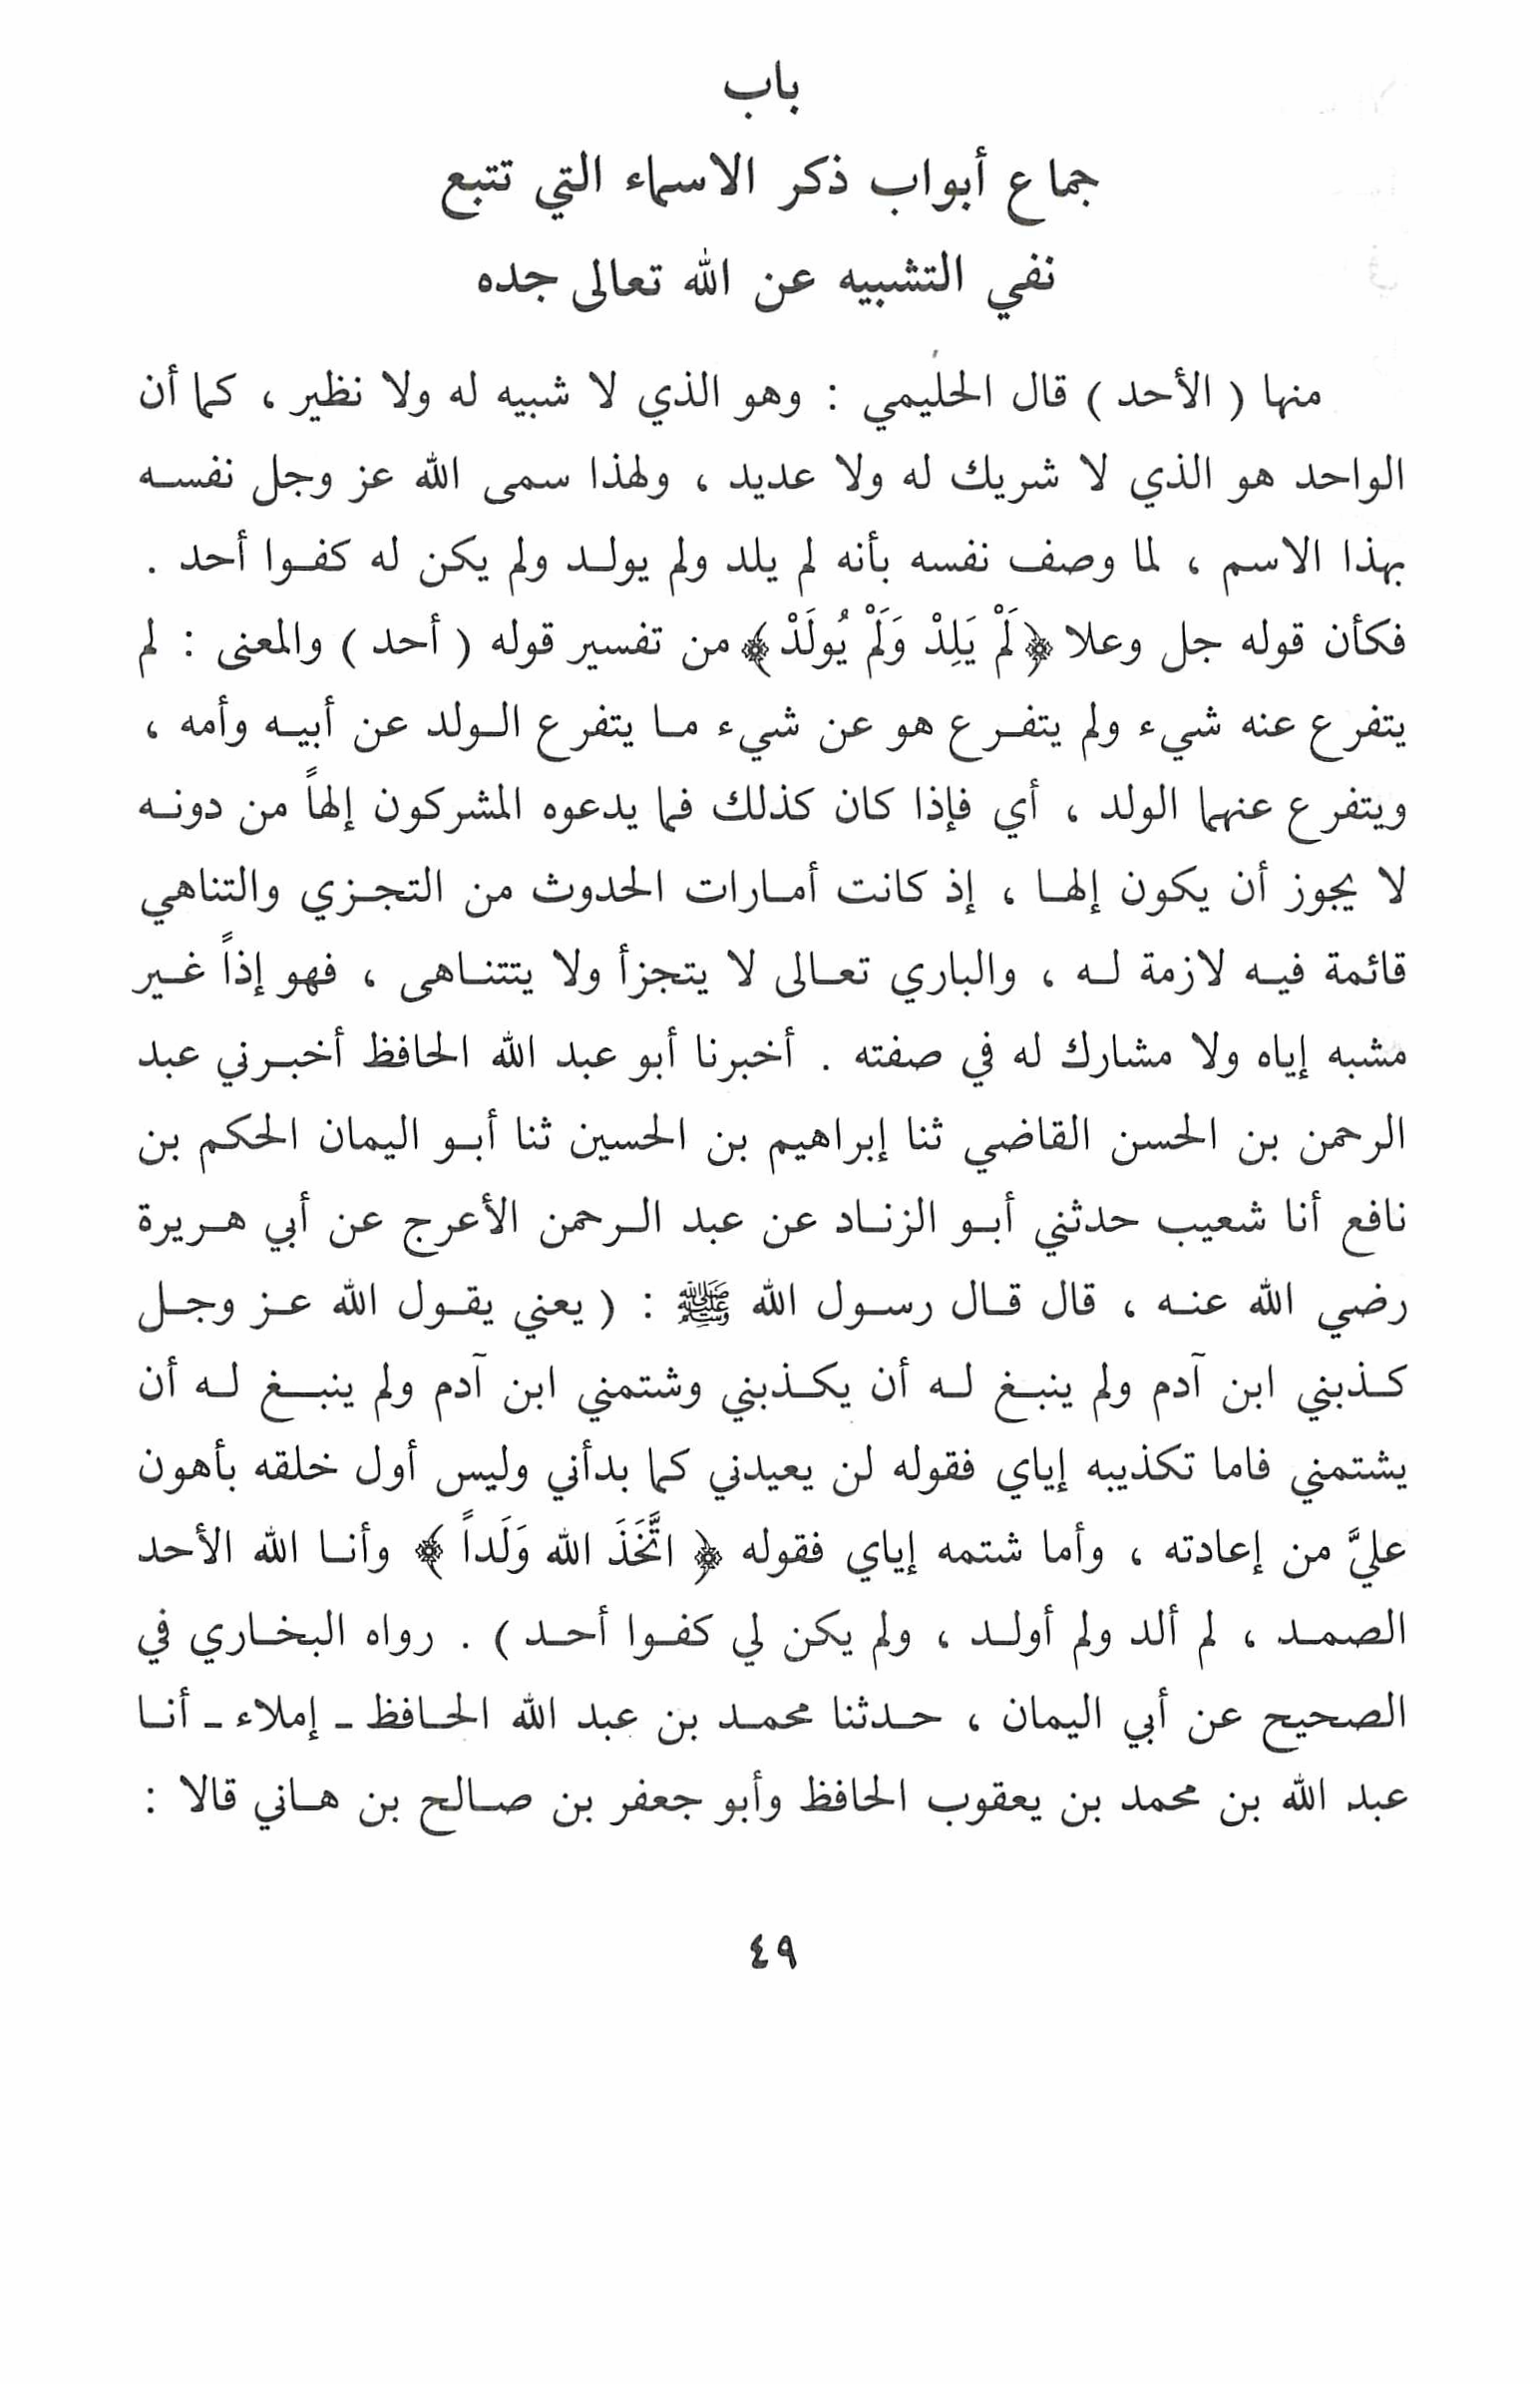 باب
جماع أبواب ذكر الاسماء التي تتبع
نفي التشبيه عن الله تعالى جده
منها ( الأحد ) قال الحليمي : وهو الذي لا شبيه له ولا نظير ، كما أن
الواحد هو الذي لا شريك له ولا عديد ، ولهذا سمى الله عز وجل نفسه
بهذا الاسم ، لما وصف نفسه بأنه لم يلد ولم يولد ولم يكن له كفوا أحد .
فكأن قوله جل وعلا ﴿لَمْ يَلِدْ وَلَمْ يُولَدْ﴾ من تفسير قوله ( أحد ) والمعنى : لم
يتفرع عنه شيء ولم يتفرع هو عن شيء ما يتفرع الولد عن أبيه وأمه ،
ويتفرع عنهما الولد ، أي فإذا كان كذلك فما يدعوه المشركون إلهاً من دونه
لا يجوز أن يكون إلها ، إذ كانت أمارات الحدوث من التجزي والتناهي
قائمة فيه لازمة له ، والباري تعالى لا يتجزأ ولا يتتناهى ، فهو إذاً غير
مشبه إياه ولا مشارك له في صفته . أخبرنا أبو عبد الله الحافظ أخبرني عبد
الرحمن بن الحسن القاضي ثنا إبراهيم بن الحسين ثنا أبو اليمان الحكم بن
نافع أنا شعيب حدثني أبو الزناد عن عبد الرحمن الأعرج عن أبي هريرة
رضي الله عنه ، قال قال رسول الله ﷺ : ( يعني يقول الله عز وجل
كذبني ابن آدم ولم ينبغ له أن يكذبني وشتمني ابن آدم ولم ينبغ له أن
يشتمني فاما تكذيبه إياي فقوله لن يعيدني كما بدأني وليس أول خلقه بأهون
عليَّ من إعادته ، وأما شتمه إياي فقوله ﴿ اتَّخَذَ الله وَلَداً ﴾ وأنا الله الأحد
الصمد ، لم ألد ولم أولد ، ولم يكن لي كفوا أحد ) . رواه البخاري في
الصحيح عن أبي اليمان ، حدثنا محمد بن عبد الله الحافظ ـ إملاء ـ أنا
عبد الله بن محمد بن يعقوب الحافظ وأبو جعفر بن صالح بن هاني قالا :
٤٩